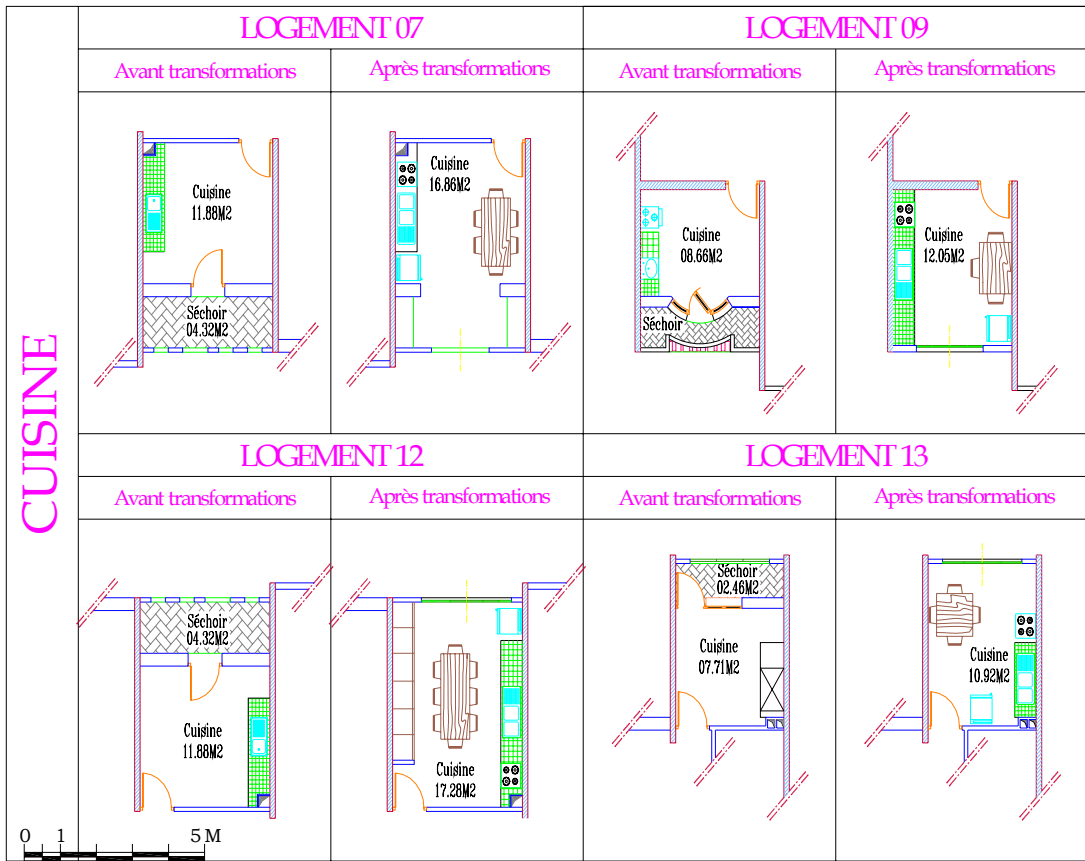 CUISINE
LOGEMENT 07
LOGEMENT 09
Avant transformations
Après transformations
Avant transformations
Après transformations
Cuisine
11.88M2
Séchoir
04.32M2
Cuisine
16.86M2
Cuisine
08.66M2
Séchoir
Cuisine
12.05M2
LOGEMENT 12
LOGEMENT 13
Avant transformations
Après transformations
Avant transformations
Après transformations
Séchoir
04.32M2
Cuisine
11.88M2
Cuisine
17.28M2
Séchoir
02.46M2
Cuisine
07.71M2
Cuisine
10.92M2
0 1 5 M